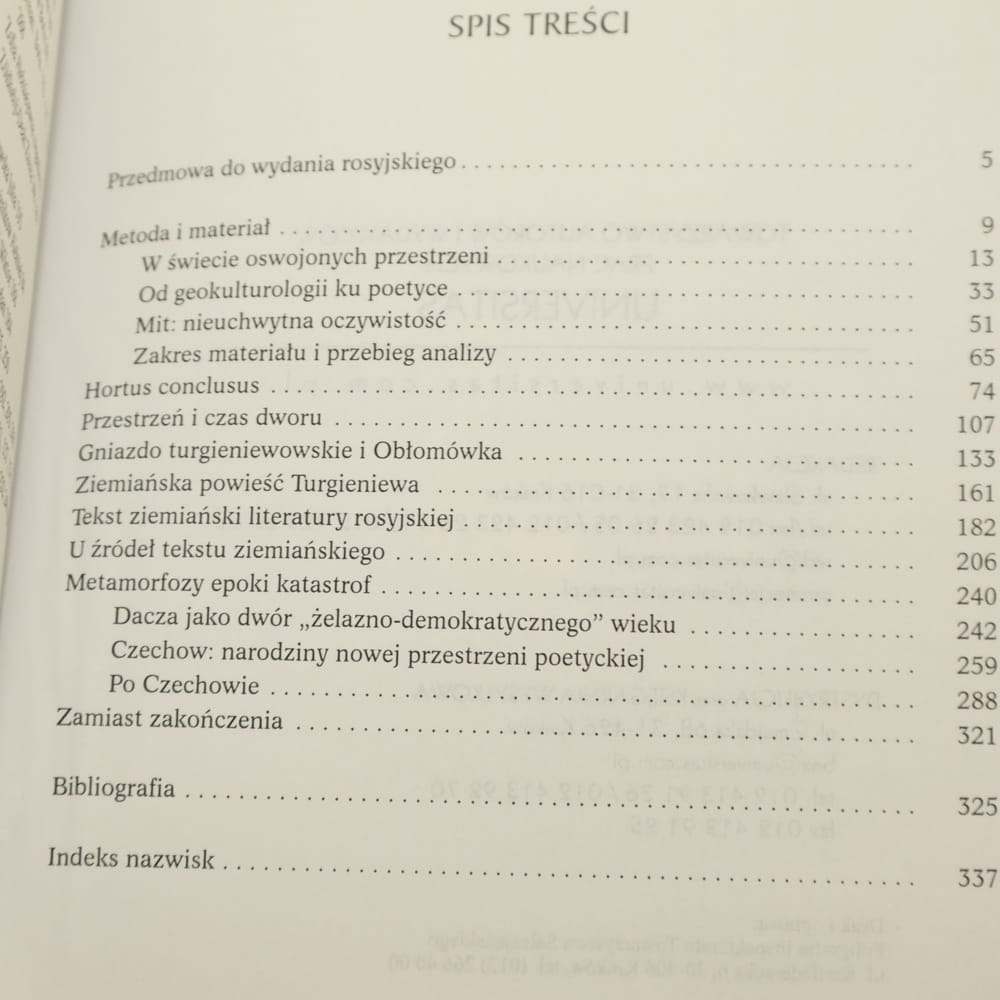 SPIS TREŚCI
Przedmowa do wydania rosyjskiego . . . . . . . . . . . . . . . . . . . . . . . . . . . . . . . . . . . 5
Metoda i materiał . . . . . . . . . . . . . . . . . . . . . . . . . . . . . . . . . . . . . . . . . . . . . . . . . 9
W świecie oswojonych przestrzeni . . . . . . . . . . . . . . . . . . . . . . . . . . . . . . . . 13
Od geokulturologii ku poetyce . . . . . . . . . . . . . . . . . . . . . . . . . . . . . . . . . . . 33
Mit: nieuchwytna oczywistość . . . . . . . . . . . . . . . . . . . . . . . . . . . . . . . . . . . 51
Zakres materiału i przebieg analizy . . . . . . . . . . . . . . . . . . . . . . . . . . . . . . . 65
Hortus conclusus . . . . . . . . . . . . . . . . . . . . . . . . . . . . . . . . . . . . . . . . . . . . . . . . . 74
Przestrzeń i czas dworu . . . . . . . . . . . . . . . . . . . . . . . . . . . . . . . . . . . . . . . . . . . . 107
Gniazdo turgieniewowskie i Obłomówka . . . . . . . . . . . . . . . . . . . . . . . . . . . . . . 133
Ziemiańska powieść Turgieniewa . . . . . . . . . . . . . . . . . . . . . . . . . . . . . . . . . . . . 161
Tekst ziemiański literatury rosyjskiej . . . . . . . . . . . . . . . . . . . . . . . . . . . . . . . . . . 182
U źródeł tekstu ziemiańskiego . . . . . . . . . . . . . . . . . . . . . . . . . . . . . . . . . . . . . . . 206
Metamorfozy epoki katastrof . . . . . . . . . . . . . . . . . . . . . . . . . . . . . . . . . . . . . . . . 240
Dacza jako dwór „żelazno-demokratycznego” wieku . . . . . . . . . . . . . . . . . 242
Czechow: narodziny nowej przestrzeni poetyckiej . . . . . . . . . . . . . . . . . . . 259
Po Czechowie . . . . . . . . . . . . . . . . . . . . . . . . . . . . . . . . . . . . . . . . . . . . . . . . 288
Zamiast zakończenia . . . . . . . . . . . . . . . . . . . . . . . . . . . . . . . . . . . . . . . . . . . . . . 321
Bibliografia . . . . . . . . . . . . . . . . . . . . . . . . . . . . . . . . . . . . . . . . . . . . . . . . . . . . . . 325
Indeks nazwisk . . . . . . . . . . . . . . . . . . . . . . . . . . . . . . . . . . . . . . . . . . . . . . . . . . . 337